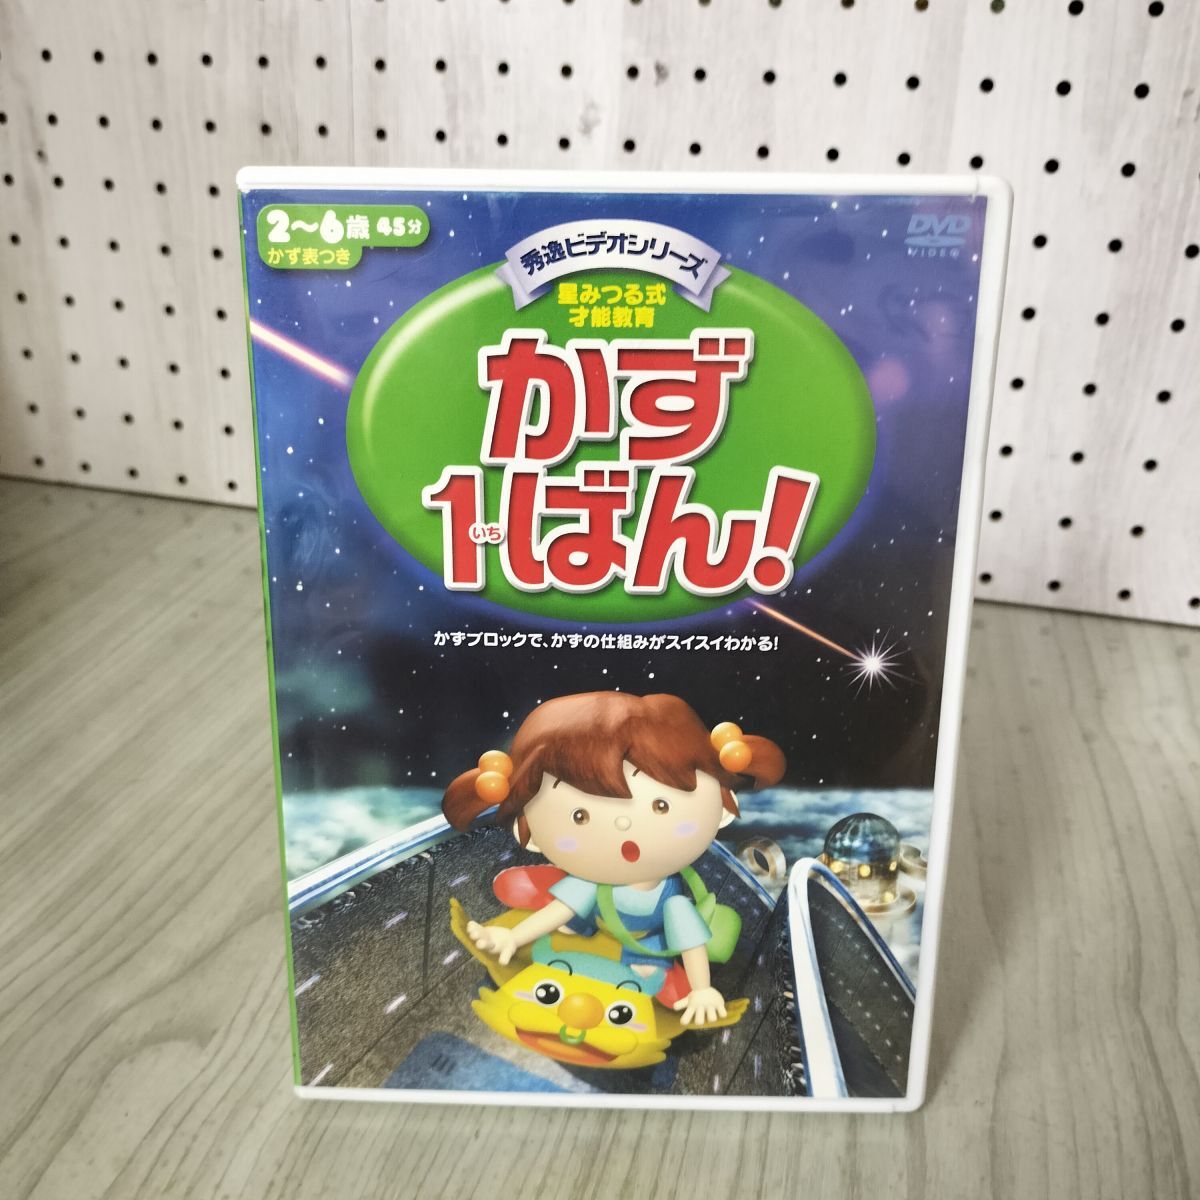 2〜6歳 45分
かず表つき
DVD
VIDEO
秀逸ビデオシリーズ
星みつる式
才能教育
かず
1ばん!
いち
かずブロックで、かずの仕組みがスイスイわかる!